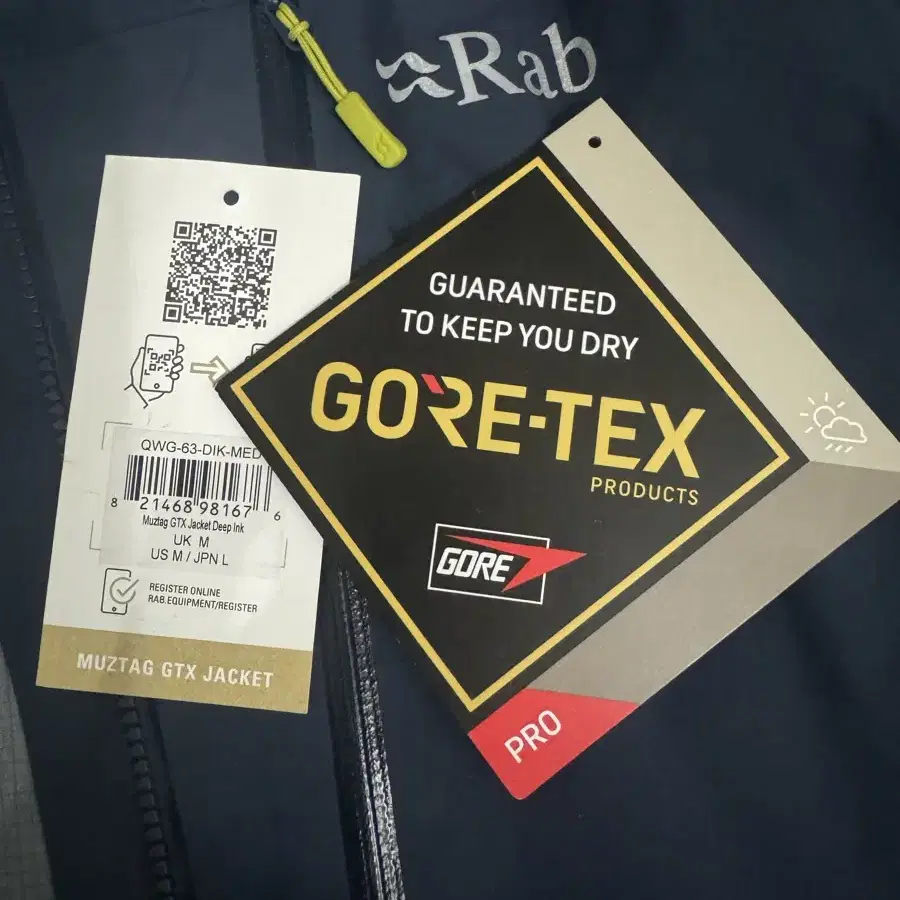 Rab
GUARANTEED
TO KEEP YOU DRY
GORE-TEX
PRODUCTS
GORE
PRO
QWG-63-DIK-MED
8 21468 98167 6
Muztag GTX Jacket Deep Ink
UK M
US M / JPN L
REGISTER ONLINE
RAB.EQUIPMENT/REGISTER
MUZTAG GTX JACKET